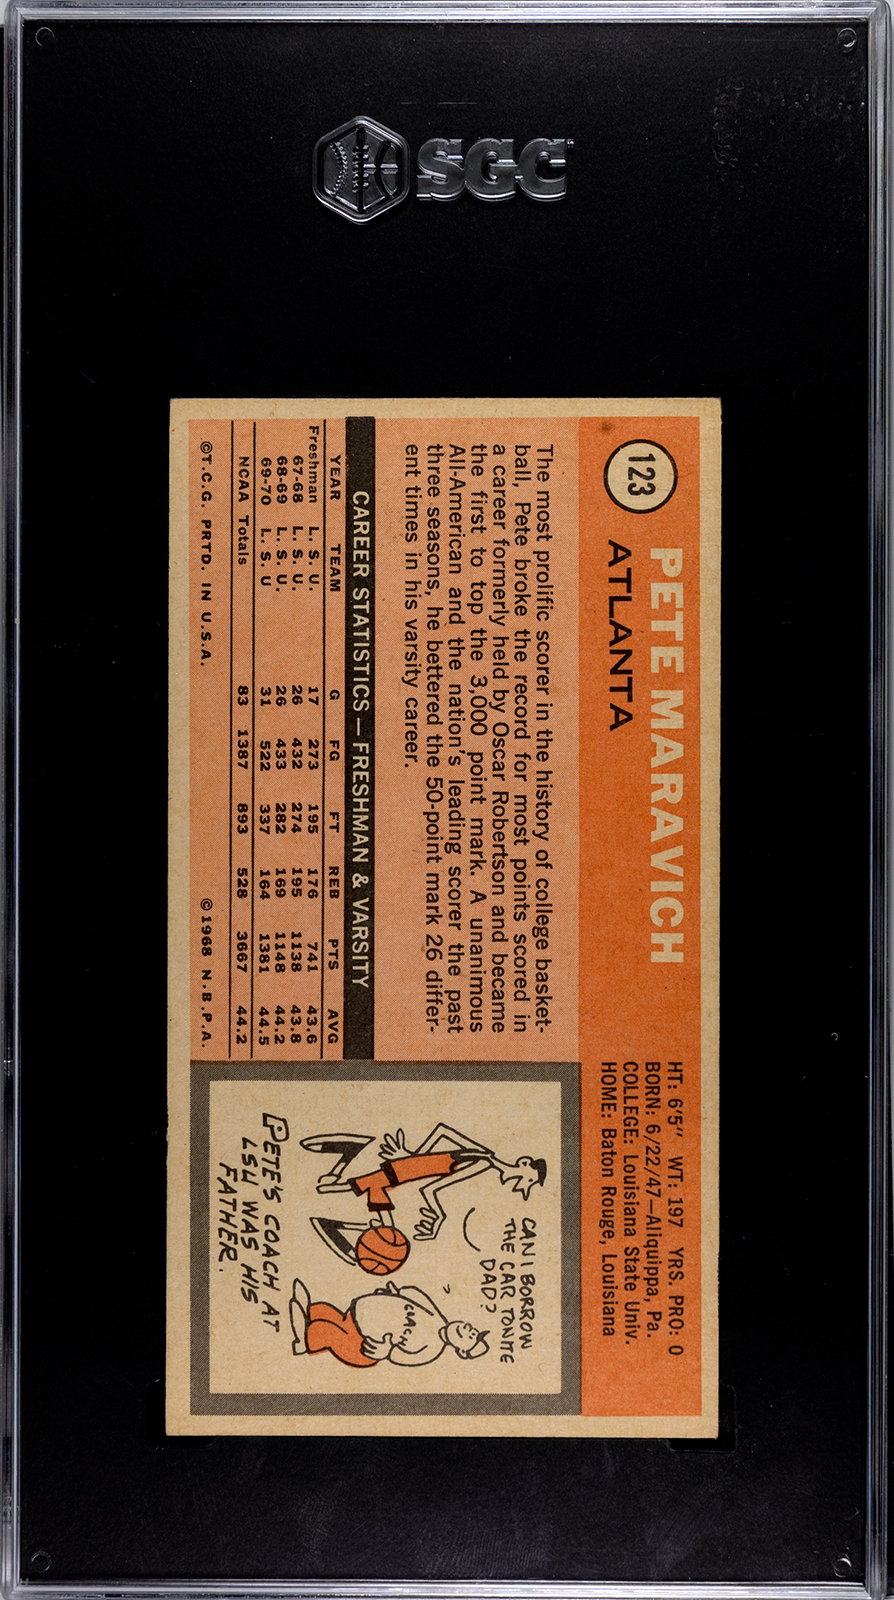 SGC
123
PETE MARAVICH
ATLANTA
HT: 6'5" WT: 197 YRS. PRO: 0
BORN: 6/22/47—Aliquippa, Pa.
COLLEGE: Louisiana State Univ.
HOME: Baton Rouge, Louisiana
The most prolific scorer in the history of college basket-
ball, Pete broke the record for most points scored in
a career formerly held by Oscar Robertson and became
the first to top the 3,000 point mark. A unanimous
All-American and the nation's leading scorer the past
three seasons, he bettered the 50-point mark 26 differ-
ent times in his varsity career.
CAREER STATISTICS—FRESHMAN & VARSITY
YEAR TEAM G FG FT REB PTS AVG
Freshman L. S. U. 17 273 195 176 741 43.6
67-68 L. S. U. 26 432 274 195 1138 43.8
68-69 L. S. U. 26 433 282 169 1148 44.2
69-70 L. S. U 31 522 337 164 1381 44.5
NCAA Totals 83 1387 893 528 3667 44.2
©T.C.G. PRTD. IN U.S.A. ©1968 N.B.P.A.
CAN I BORROW
THE CAR TONITE
DAD?
COACH
PETE'S COACH AT
LSU WAS HIS
FATHER.